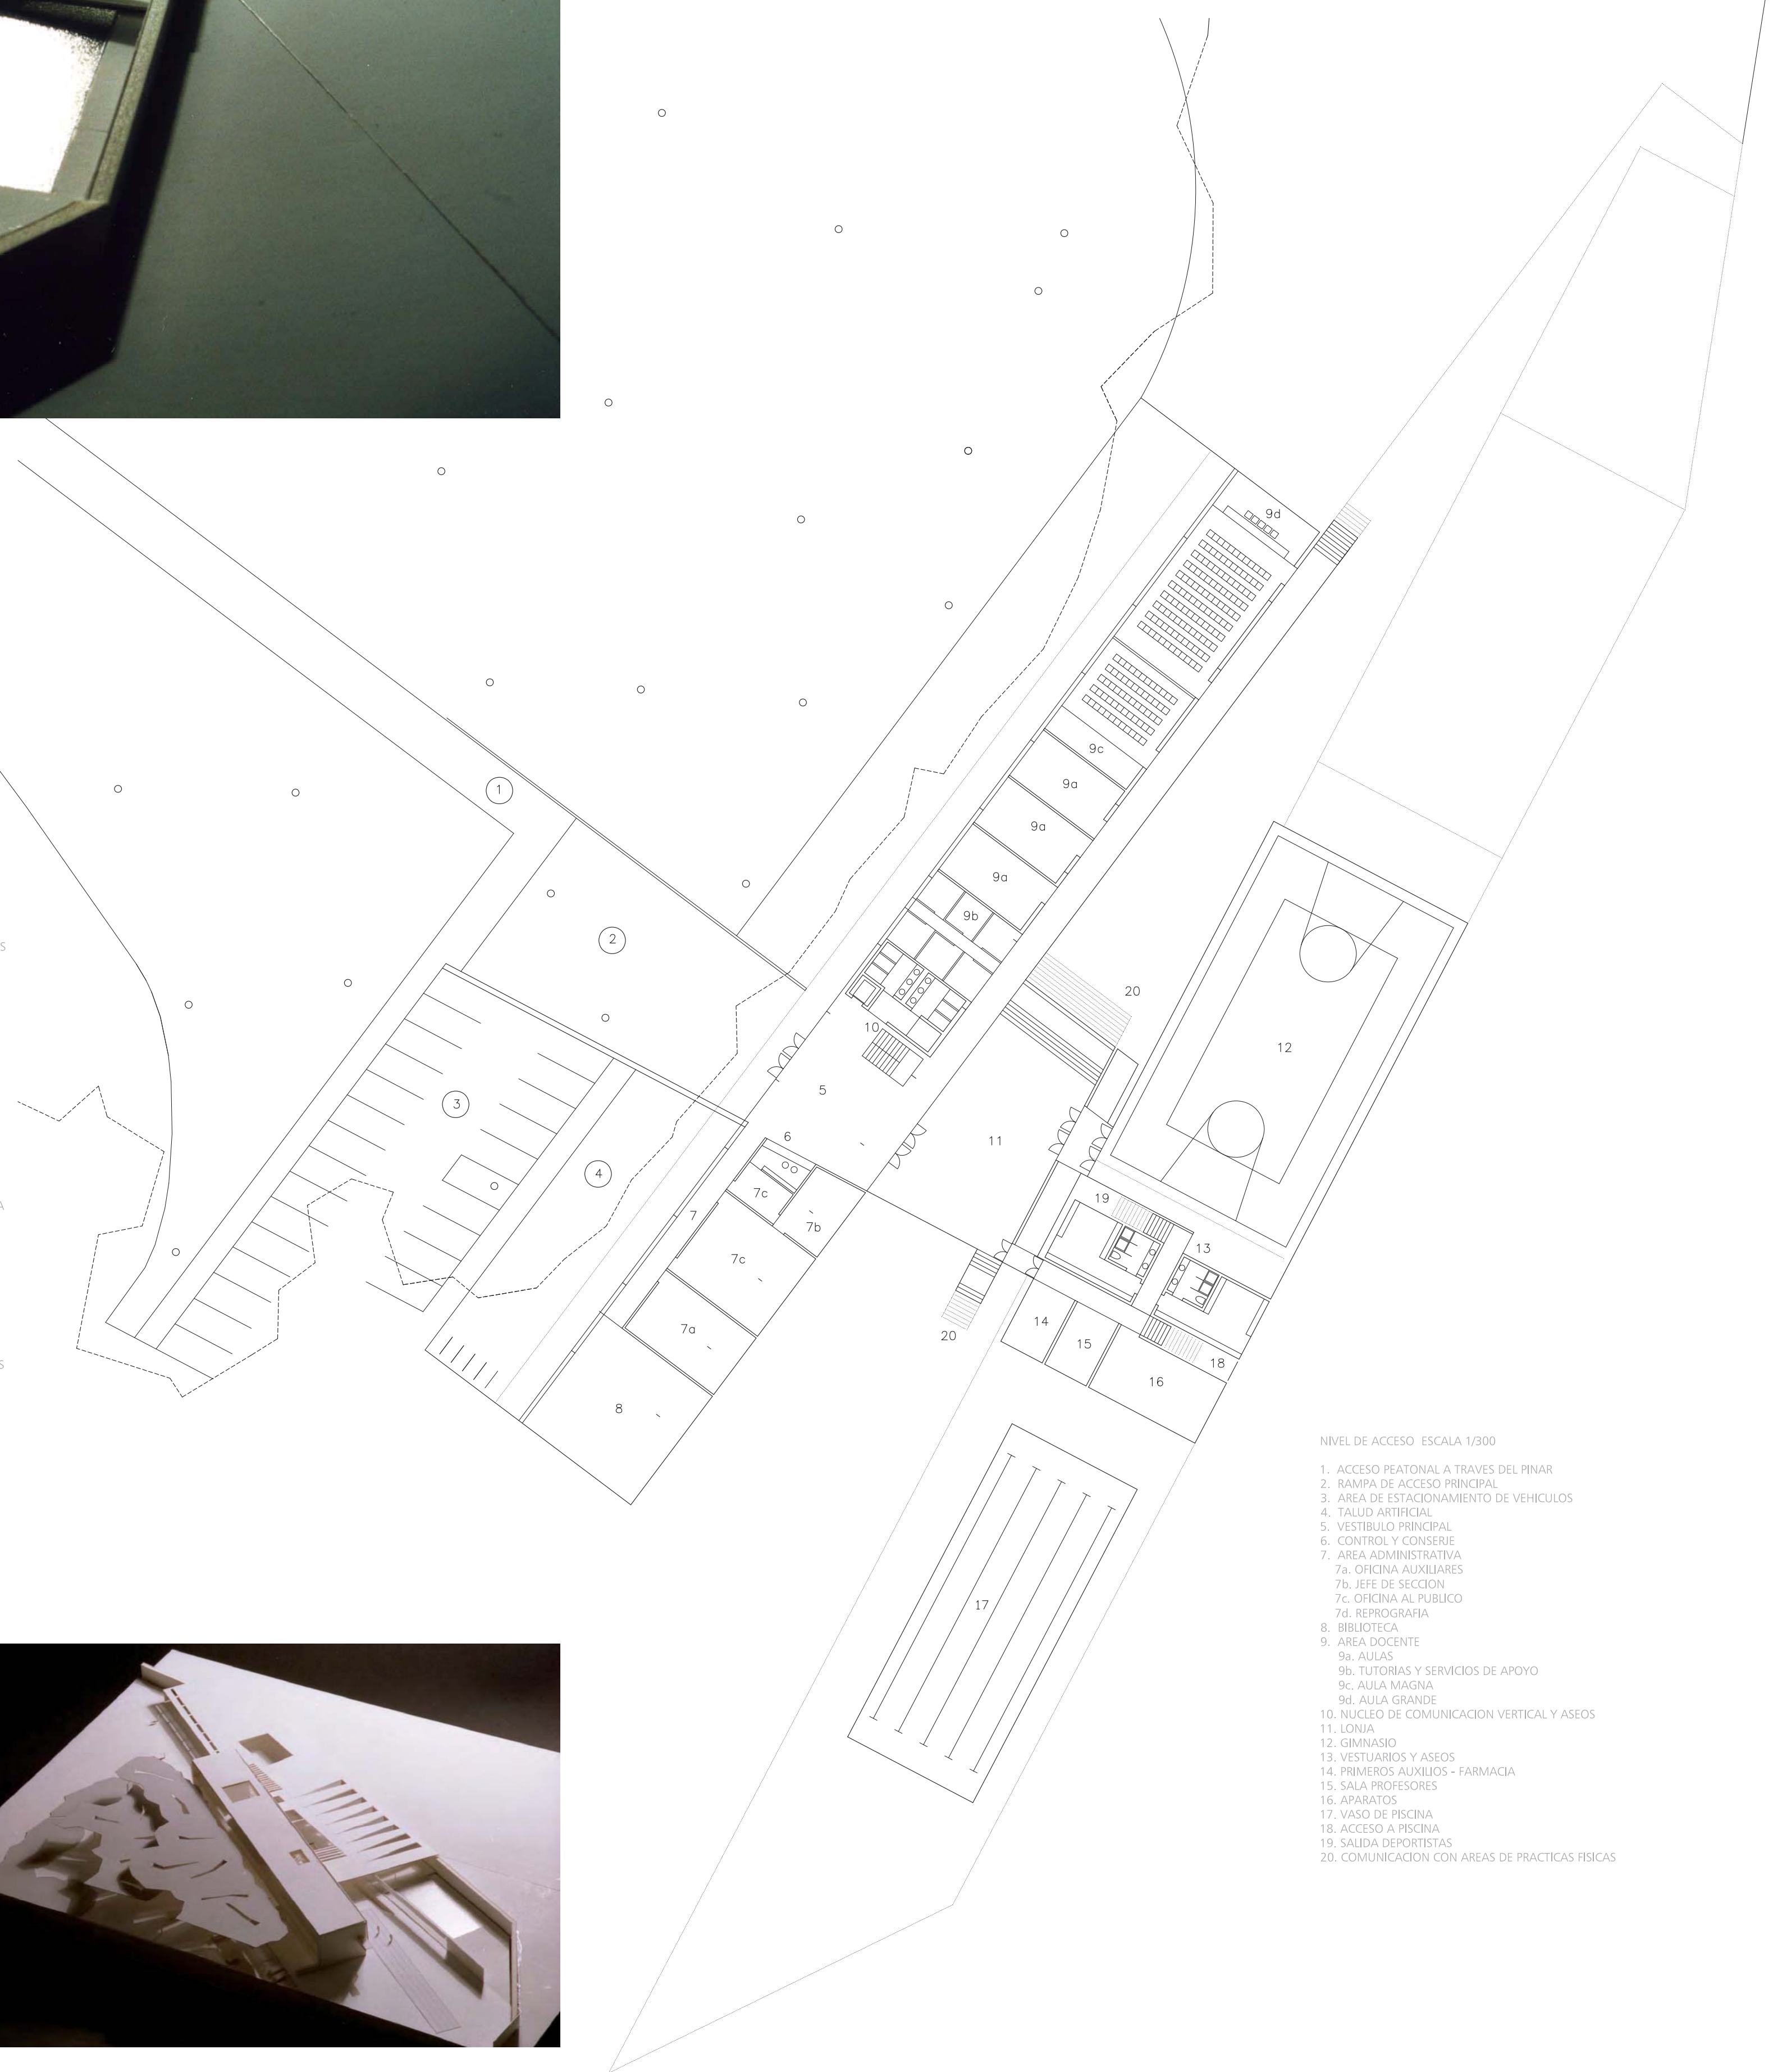 9d
9c
9a
1
9a
9a
9b
2
S
20
10
12
5
3
11
6
4
7c
19
A
7
7b
13
7c
14
7a
20
15
18
S
16
8
NIVEL DE ACCESO ESCALA 1/300
1. ACCESO PEATONAL A TRAVES DEL PINAR
2. RAMPA DE ACCESO PRINCIPAL
3. AREA DE ESTACIONAMIENTO DE VEHICULOS
4. TALUD ARTIFICIAL
5. VESTIBULO PRINCIPAL
6. CONTROL Y CONSERJE
7. AREA ADMINISTRATIVA
7a. OFICINA AUXILIARES
7b. JEFE DE SECCION
7c. OFICINA AL PUBLICO
7d. REPROGRAFIA
8. BIBLIOTECA
9. AREA DOCENTE
9a. AULAS
9b. TUTORIAS Y SERVICIOS DE APOYO
9c. AULA MAGNA
9d. AULA GRANDE
10. NUCLEO DE COMUNICACION VERTICAL Y ASEOS
11. LONJA
12. GIMNASIO
13. VESTUARIOS Y ASEOS
14. PRIMEROS AUXILIOS - FARMACIA
15. SALA PROFESORES
16. APARATOS
17. VASO DE PISCINA
18. ACCESO A PISCINA
19. SALIDA DEPORTISTAS
20. COMUNICACION CON AREAS DE PRACTICAS FISICAS
17